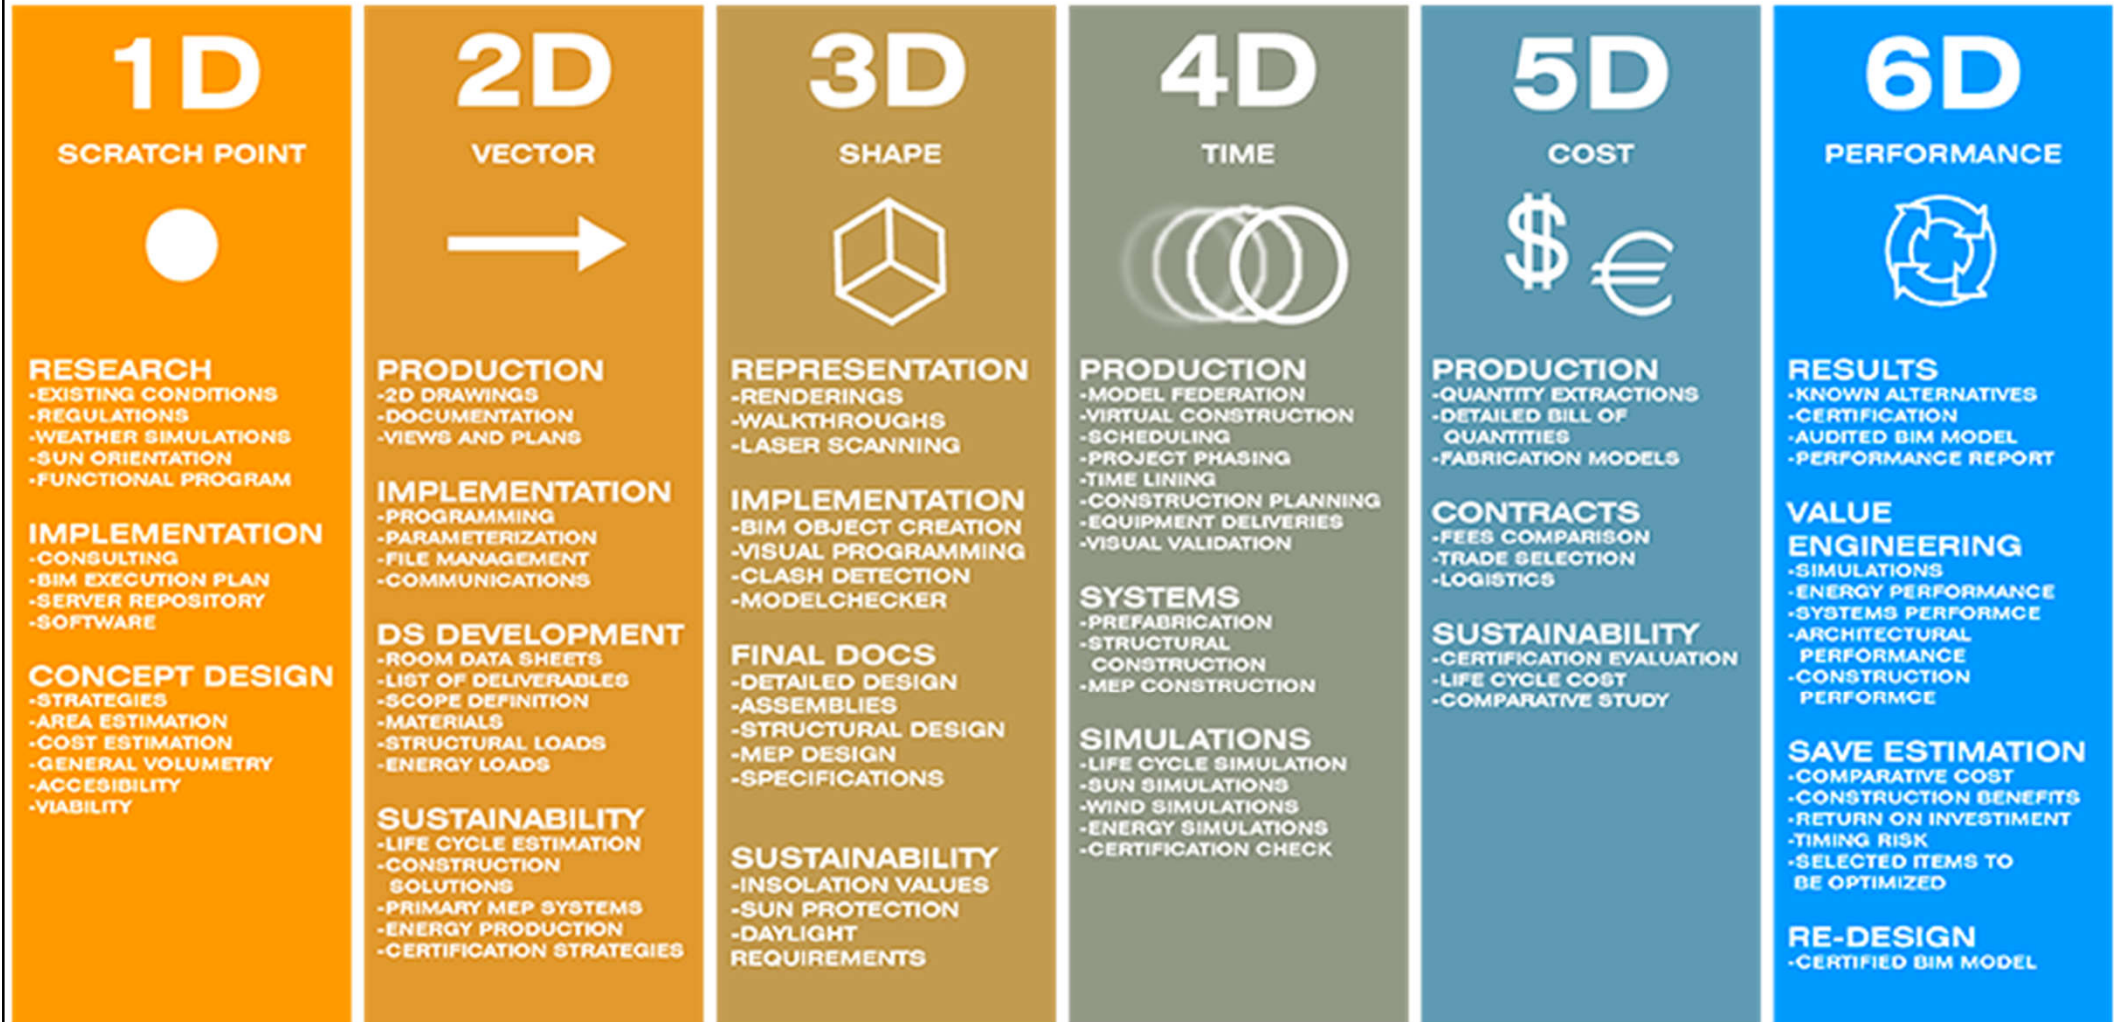 1D
SCRATCH POINT
RESEARCH
-EXISTING CONDITIONS
-REGULATIONS
-WEATHER SIMULATIONS
-SUN ORIENTATION
-FUNCTIONAL PROGRAM
IMPLEMENTATION
-CONSULTING
-BIM EXECUTION PLAN
-SERVER REPOSITORY
-SOFTWARE
CONCEPT DESIGN
-STRATEGIES
-AREA ESTIMATION
-COST ESTIMATION
-GENERAL VOLUMETRY
-ACCESIBILITY
-VIABILITY
2D
VECTOR
PRODUCTION
-2D DRAWINGS
-DOCUMENTATION
-VIEWS AND PLANS
IMPLEMENTATION
-PROGRAMMING
-PARAMETERIZATION
-FILE MANAGEMENT
-COMMUNICATIONS
DS DEVELOPMENT
-ROOM DATA SHEETS
-LIST OF DELIVERABLES
-SCOPE DEFINITION
-MATERIALS
-STRUCTURAL LOADS
-ENERGY LOADS
SUSTAINABILITY
-LIFE CYCLE ESTIMATION
-CONSTRUCTION
SOLUTIONS
-PRIMARY MEP SYSTEMS
-ENERGY PRODUCTION
-CERTIFICATION STRATEGIES
3D
SHAPE
REPRESENTATION
-RENDERINGS
-WALKTHROUGHS
-LASER SCANNING
IMPLEMENTATION
-BIM OBJECT CREATION
-VISUAL PROGRAMMING
-CLASH DETECTION
-MODELCHECKER
FINAL DOCS
-DETAILED DESIGN
-ASSEMBLIES
-STRUCTURAL DESIGN
-MEP DESIGN
-SPECIFICATIONS
SUSTAINABILITY
-INSOLATION VALUES
-SUN PROTECTION
-DAYLIGHT
REQUIREMENTS
4D
TIME
PRODUCTION
-MODEL FEDERATION
-VIRTUAL CONSTRUCTION
-SCHEDULING
-PROJECT PHASING
-TIME LINING
-CONSTRUCTION PLANNING
-EQUIPMENT DELIVERIES
-VISUAL VALIDATION
SYSTEMS
-PREFABRICATION
-STRUCTURAL
CONSTRUCTION
-MEP CONSTRUCTION
SIMULATIONS
-LIFE CYCLE SIMULATION
-SUN SIMULATIONS
-WIND SIMULATIONS
-ENERGY SIMULATIONS
-CERTIFICATION CHECK
5D
COST
$ €
PRODUCTION
-QUANTITY EXTRACTIONS
-DETAILED BILL OF
QUANTITIES
-FABRICATION MODELS
CONTRACTS
-FEES COMPARISON
-TRADE SELECTION
-LOGISTICS
SUSTAINABILITY
-CERTIFICATION EVALUATION
-LIFE CYCLE COST
-COMPARATIVE STUDY
6D
PERFORMANCE
RESULTS
-KNOWN ALTERNATIVES
-CERTIFICATION
-AUDITED BIM MODEL
-PERFORMANCE REPORT
VALUE
ENGINEERING
-SIMULATIONS
-ENERGY PERFORMANCE
-SYSTEMS PERFORMCE
-ARCHITECTURAL
PERFORMANCE
-CONSTRUCTION
PERFORMCE
SAVE ESTIMATION
-COMPARATIVE COST
-CONSTRUCTION BENEFITS
-RETURN ON INVESTIMENT
-TIMING RISK
-SELECTED ITEMS TO
BE OPTIMIZED
RE-DESIGN
-CERTIFIED BIM MODEL